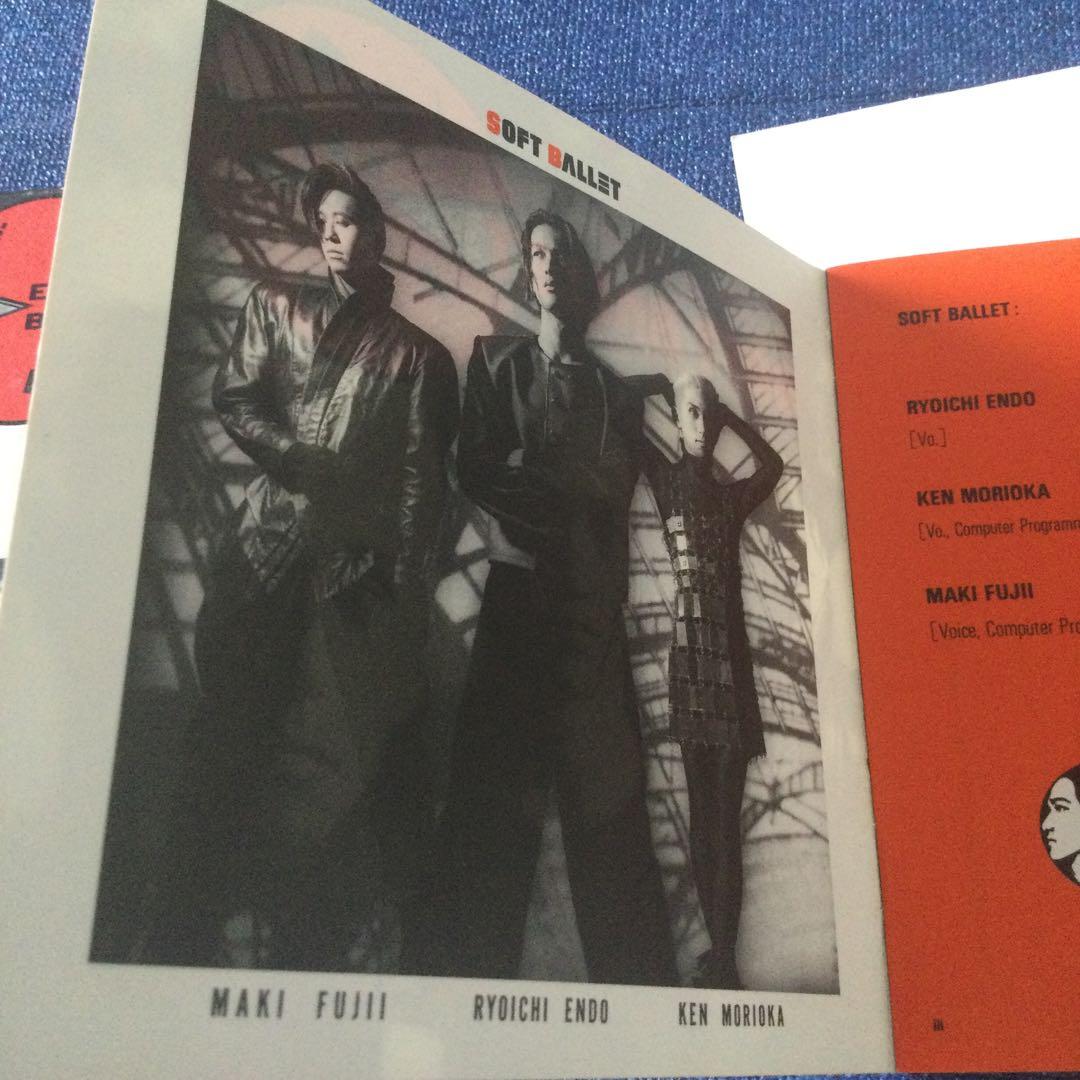 SOFT BALLET
MAKI FUJII
RYOICHI ENDO
KEN MORIOKA
SOFT BALLET:
RYOICHI ENDO
[Vo.]
KEN MORIOKA
[Vo., Computer
MAKI FUJII
[Voice, Computer